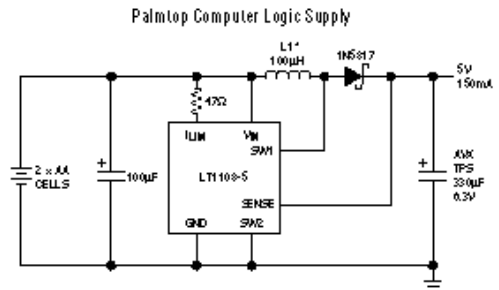 Palmtop Computer Logic Supply
L1*
100µH
1N5817
5V
150mA
47Ω
ILIM
VIN
SW1
2 × AA
CELLS
+
100µF
LT1108-5
SENSE
GND
SW2
+
AVX
TPS
330µF
6.3V